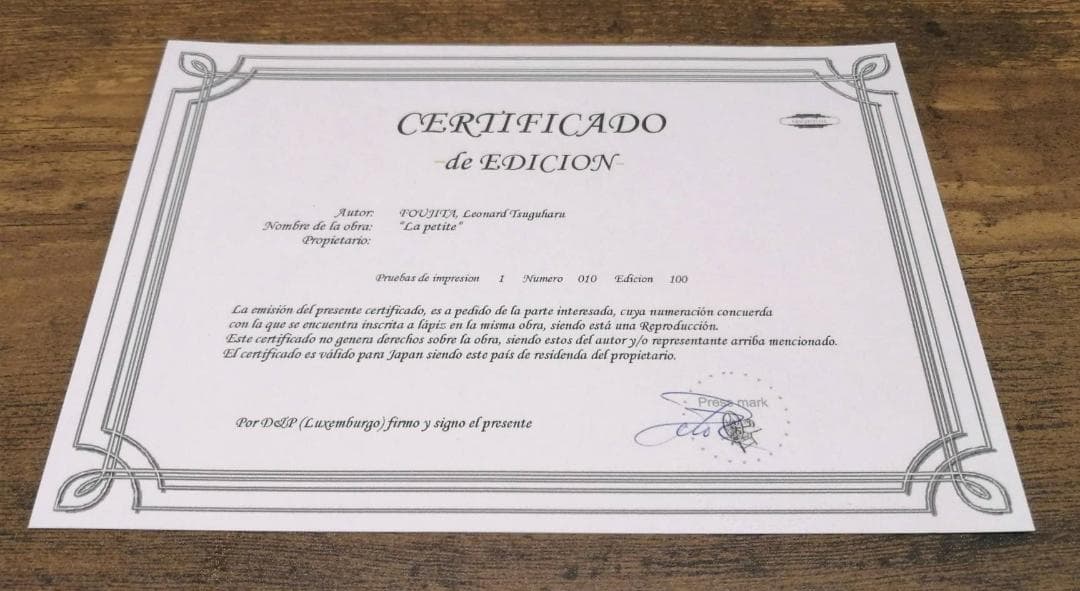 CERTIFICADO
-de EDICION-
Autor: FOUJITA, Leonard Tsuguharu
Nombre de la obra: "La petite"
Propietario:
Pruebas de impresion 1 Numero 010 Edicion 100
La emisión del presente certificado, es a pedido de la parte interesada, cuya numeración concuerda
con la que se encuentra inscrita a lápiz en la misma obra, siendo está una Reproducción.
Este certificado no genera derechos sobre la obra, siendo estos del autor y/o representante arriba mencionado.
El certificado es válido para Japan siendo este país de residenda del propietario.
Press mark
Por D&P (Luxemburgo) firmo y signo el presente